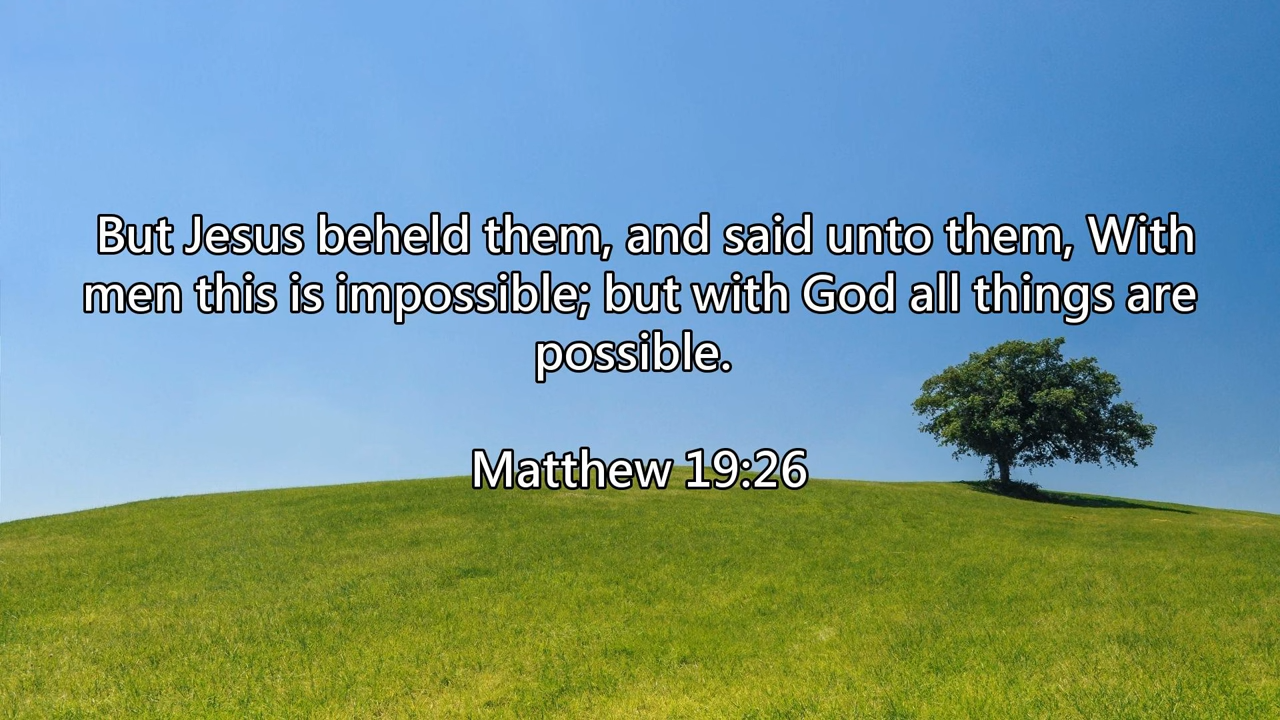 But Jesus beheld them, and said unto them, With
men this is impossible; but with God all things are
possible.
Matthew 19:26